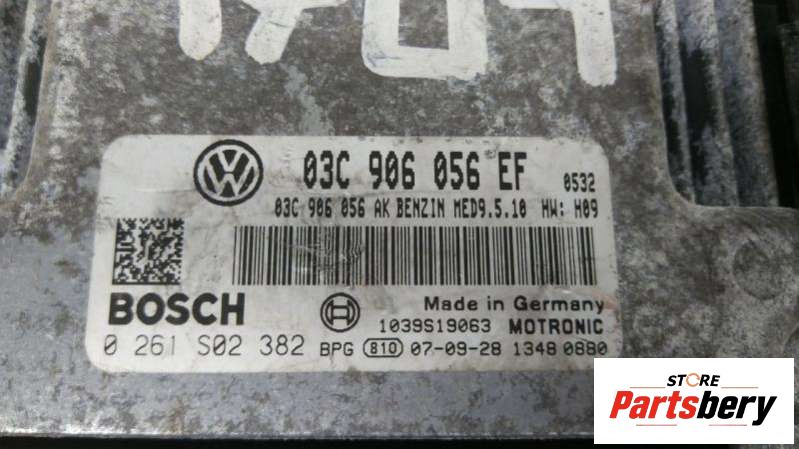 03C 906 056 EF 0532
03C 906 056 AK BENZIN MED9.5.10 HW: H09
BOSCH
Made in Germany
1039S19063 MOTRONIC
0 261 S02 382 BPG 810 07-09-28 1348 0880
STORE
Partsbery